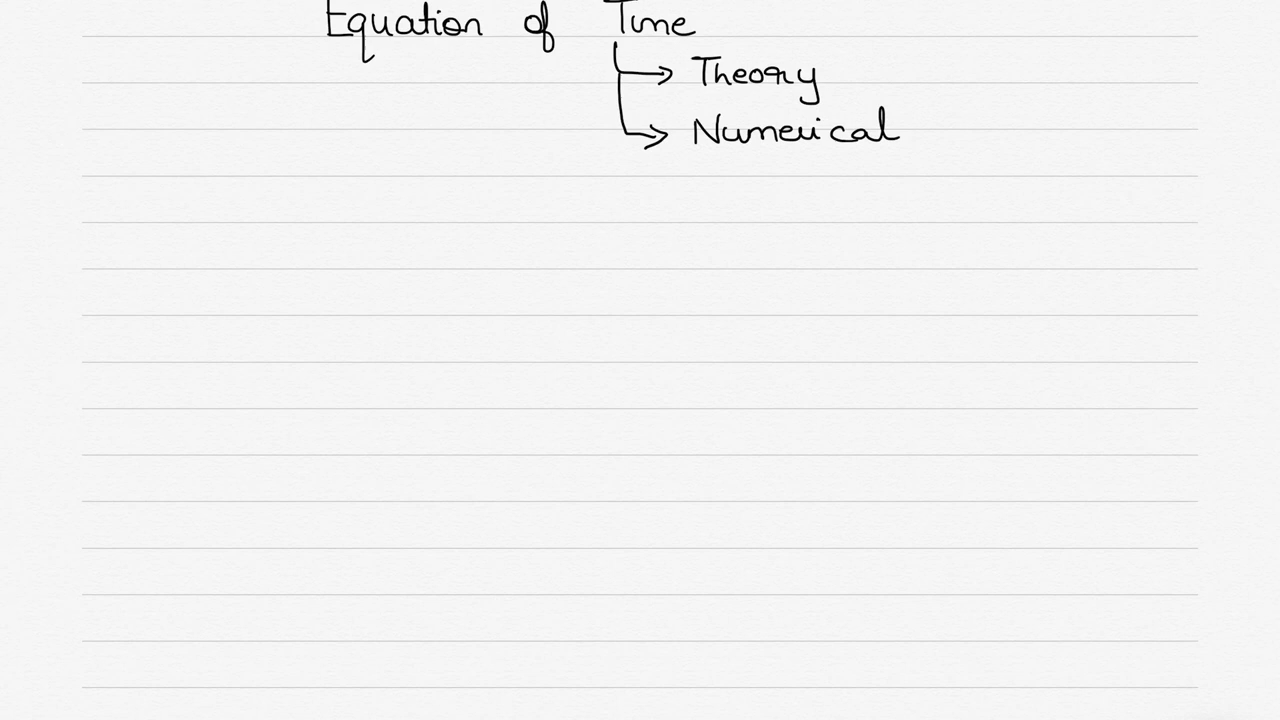 Equation of Time
→ Theory
→ Numerical